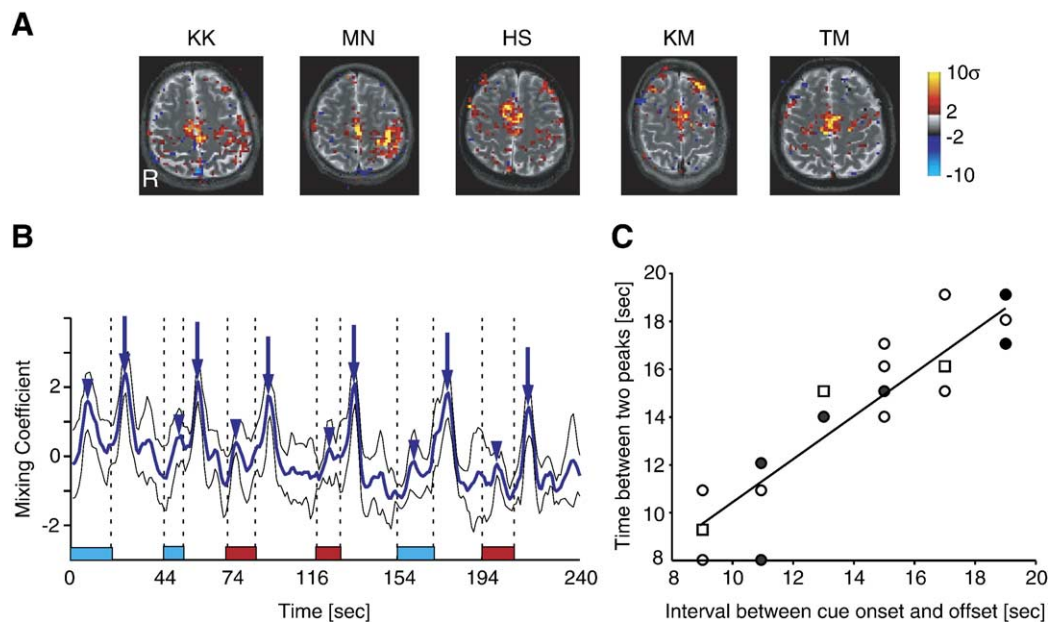 A
KK MN HS KM TM
R
10σ
2
-2
-10
B
Mixing Coefficient
2
0
-2
0 44 74 116 154 194 240
Time [sec]
C
Time between two peaks [sec]
20
18
16
14
12
10
8
8 10 12 14 16 18 20
Interval between cue onset and offset [sec]